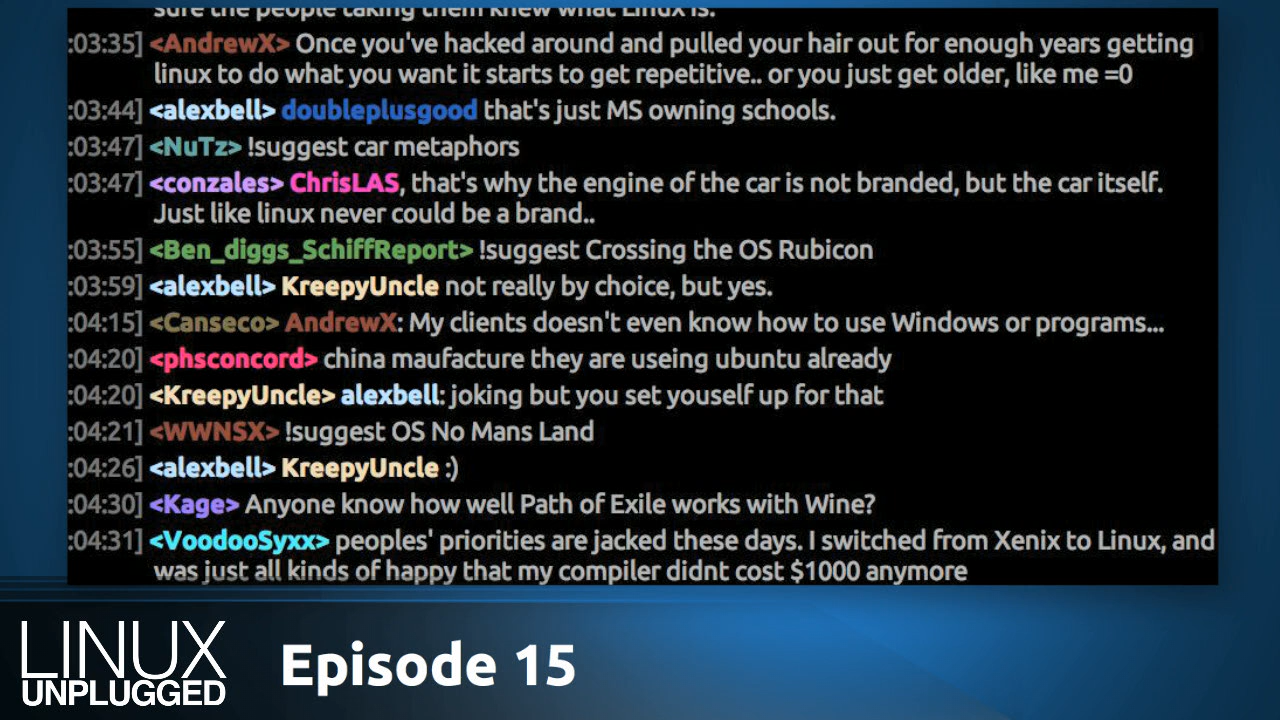 sure the people taking them knew what Linux is.
:03:35] <AndrewX> Once you've hacked around and pulled your hair out for enough years getting
linux to do what you want it starts to get repetitive.. or you just get older, like me =0
:03:44] <alexbell> doubleplusgood that's just MS owning schools.
:03:47] <NuTz> !suggest car metaphors
:03:47] <conzales> ChrisLAS, that's why the engine of the car is not branded, but the car itself.
Just like linux never could be a brand..
:03:55] <Ben_diggs_SchiffReport> !suggest Crossing the OS Rubicon
:03:59] <alexbell> KreepyUncle not really by choice, but yes.
:04:15] <Canseco> AndrewX: My clients doesn't even know how to use Windows or programs...
:04:20] <phsconcord> china maufacture they are useing ubuntu already
:04:20] <KreepyUncle> alexbell: joking but you set youself up for that
:04:21] <WWNSX> !suggest OS No Mans Land
:04:26] <alexbell> KreepyUncle :)
:04:30] <Kage> Anyone know how well Path of Exile works with Wine?
:04:31] <VoodooSyxx> peoples' priorities are jacked these days. I switched from Xenix to Linux, and
was just all kinds of happy that my compiler didnt cost $1000 anymore
LINUX
UNPLUGGED
Episode 15